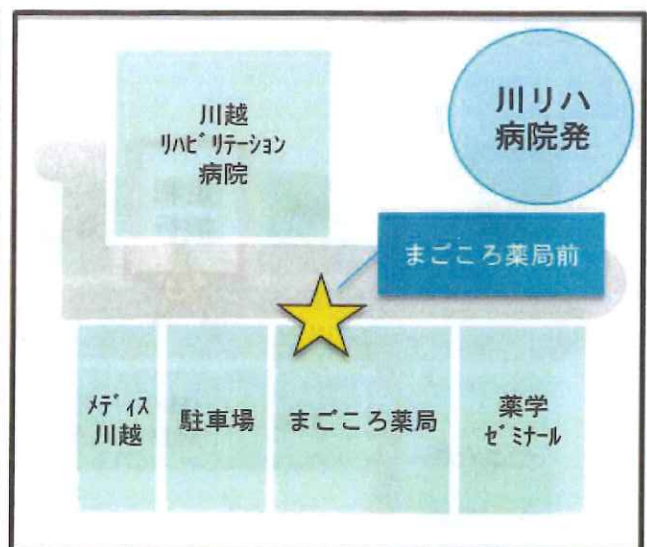 川越
ﾘﾊﾋﾞﾘﾃｰｼｮﾝ
病院
川リハ
病院発
まごころ薬局前
ﾒﾃﾞｨｽ
川越
駐車場
まごころ薬局
薬学
ｾﾞﾐﾅｰﾙ